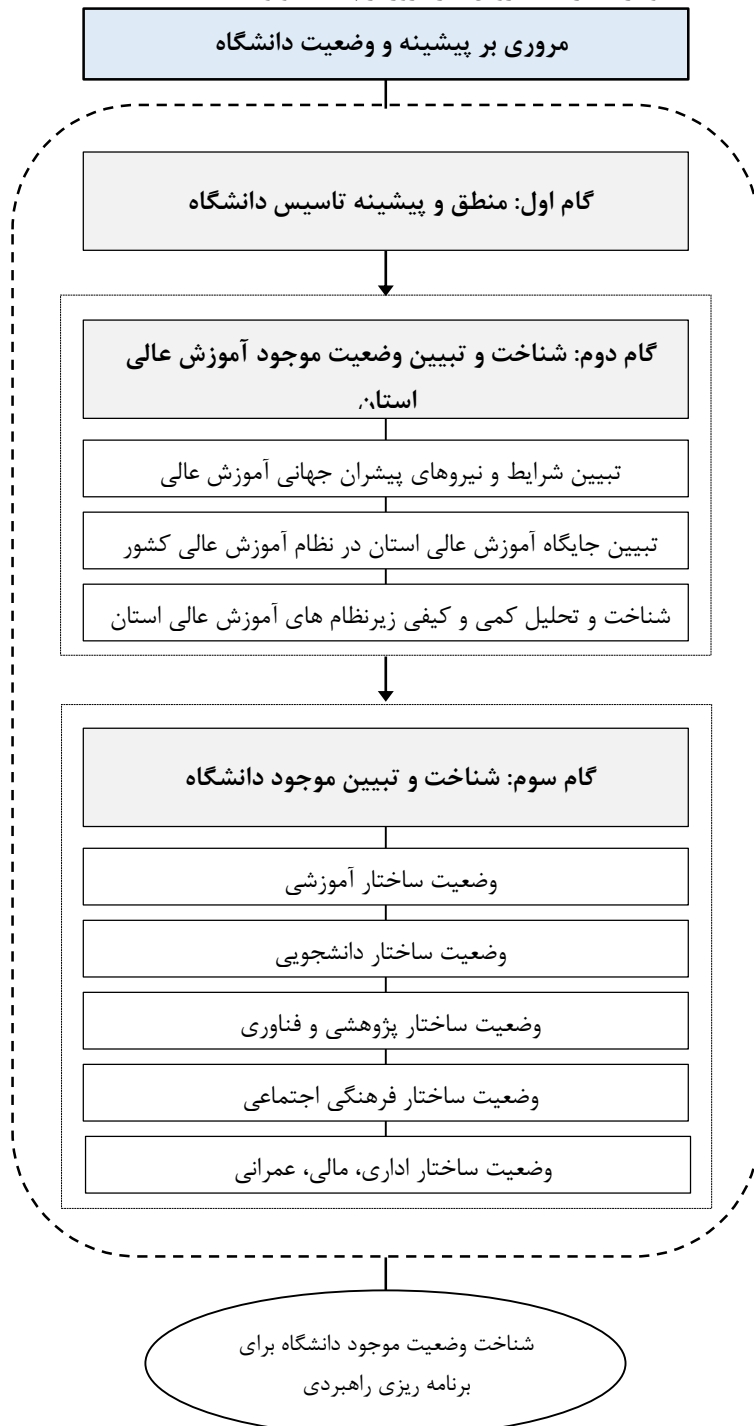 مروری بر پیشینه و وضعیت دانشگاه
گام اول: منطق و پیشینه تاسیس دانشگاه
گام دوم: شناخت و تبیین وضعیت موجود آموزش عالی
استان
تبیین شرایط و نیروهای پیشران جهانی آموزش عالی
تبیین جایگاه آموزش عالی استان در نظام آموزش عالی کشور
شناخت و تحلیل کمی و کیفی زیرنظام های آموزش عالی استان
گام سوم: شناخت و تبیین موجود دانشگاه
وضعیت ساختار آموزشی
وضعیت ساختار دانشجویی
وضعیت ساختار پژوهشی و فناوری
وضعیت ساختار فرهنگی اجتماعی
وضعیت ساختار اداری، مالی، عمرانی
شناخت وضعیت موجود دانشگاه برای
برنامه ریزی راهبردی